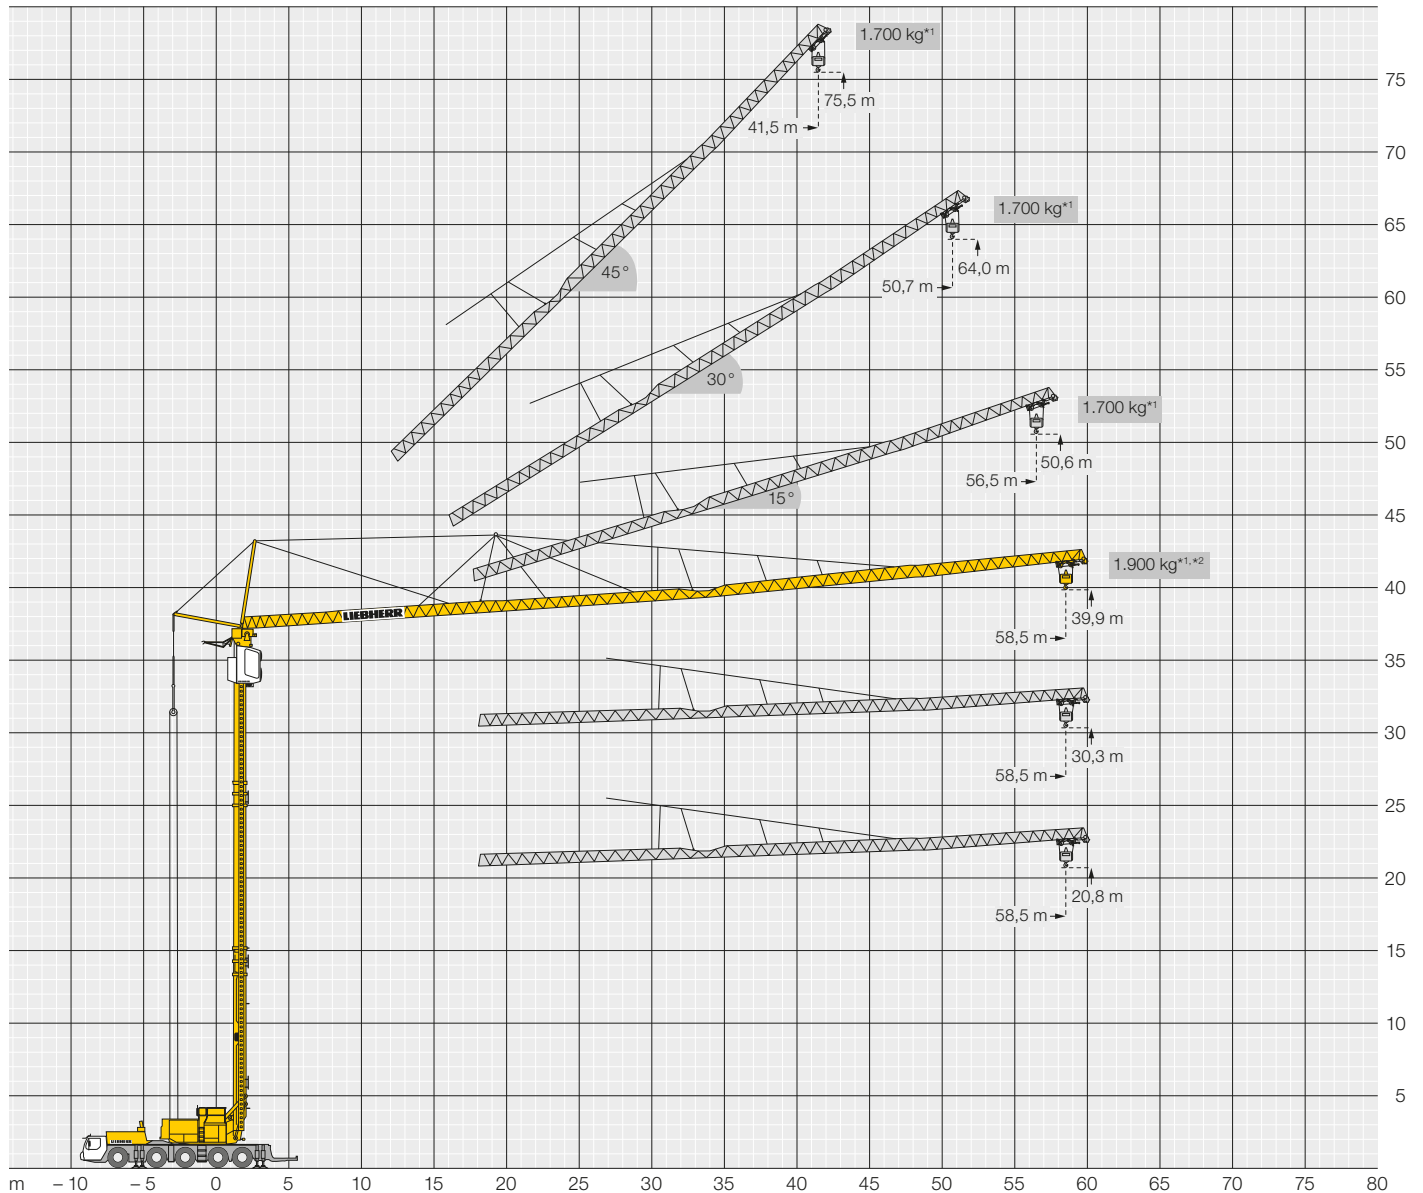 1.700 kg*1
75
75,5 m
41,5 m
70
1.700 kg*1
65
64,0 m
45°
50,7 m
60
55
30°
1.700 kg*1
50
50,6 m
56,5 m
15°
45
1.900 kg*1,*2
40
LIEBHERR
39,9 m
58,5 m
35
30
30,3 m
58,5 m
25
20
20,8 m
58,5 m
15
10
5
LIEBHERR
m – 10 – 5 0 5 10 15 20 25 30 35 40 45 50 55 60 65 70 75 80